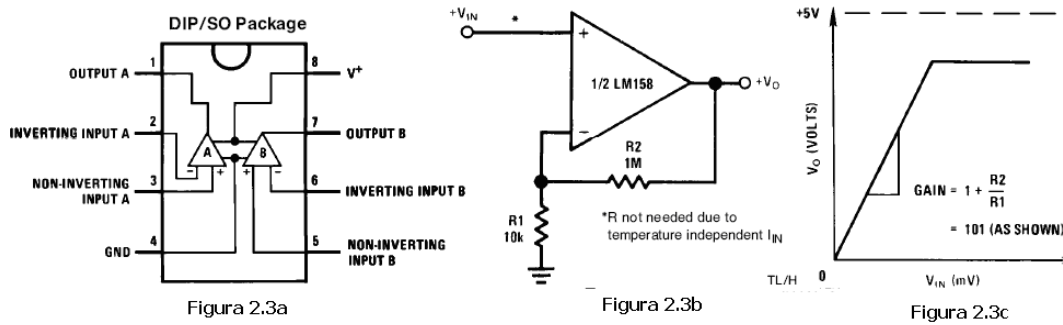 DIP/SO Package
1
OUTPUT A
8
V+
2
INVERTING INPUT A
7
OUTPUT B
A
B
-
+
+
-
3
NON-INVERTING
INPUT A
6
INVERTING INPUT B
4
GND
5
NON-INVERTING
INPUT B
Figura 2.3a
+VIN
*
+
1/2 LM158
+VO
−
R2
1M
R1
10k
*R not needed due to
temperature independent IIN
Figura 2.3b
+5V
VO (VOLTS)
GAIN = 1 + R2
R1
= 101 (AS SHOWN)
TL/H
0
VIN (mV)
Figura 2.3c